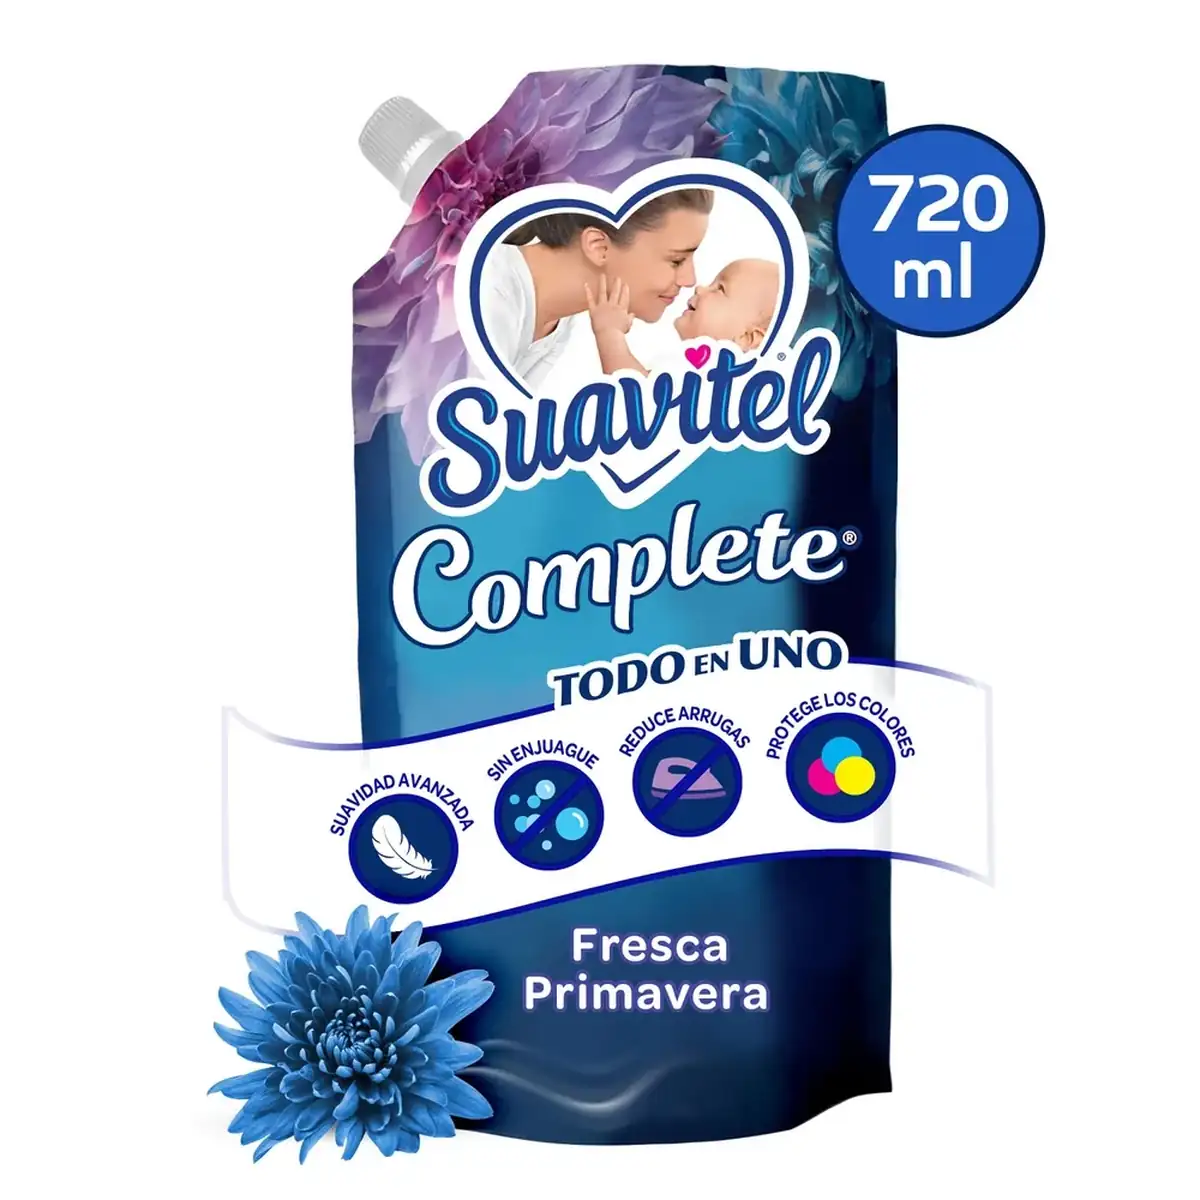 720
ml
Suavitel®
Complete®
TODO EN UNO
SUAVIDAD AVANZADA
SIN ENJUAGUE
REDUCE ARRUGAS
PROTEGE LOS COLORES
Fresca
Primavera